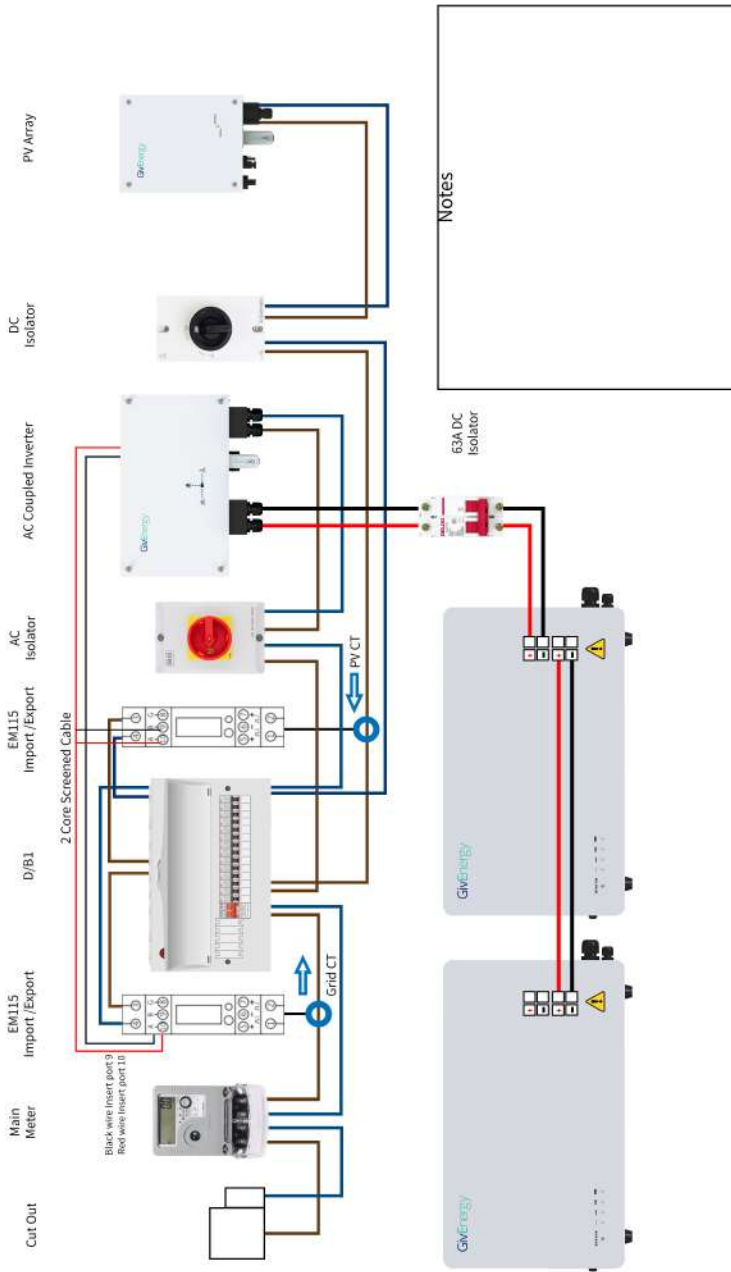 Cut Out
Main
Meter
EM115
Import /Export
D/B1
EM115
Import /Export
AC
Isolator
AC Coupled Inverter
DC
Isolator
PV Array
Black wire Insert port 9
Red wire Insert port 10
2 Core Screened Cable
GivEnergy
GivEnergy
Grid CT
PV CT
63A DC
Isolator
Notes
GivEnergy
GivEnergy